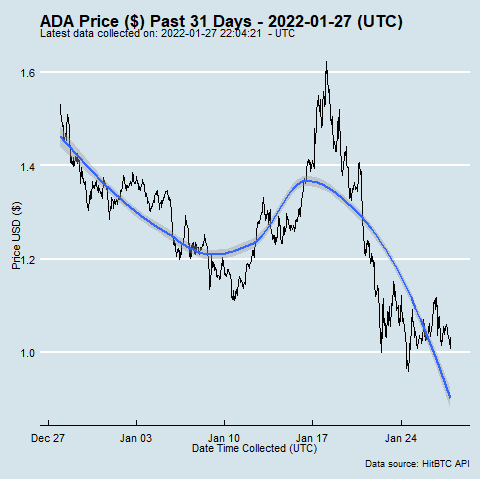 ADA Price ($) Past 31 Days - 2022-01-27 (UTC)
Latest data collected on: 2022-01-27 22:04:21 - UTC
1.6
1.4
1.2
1.0
Price USD ($)
Dec 27
Jan 03
Jan 10
Jan 17
Jan 24
Date Time Collected (UTC)
Data source: HitBTC API